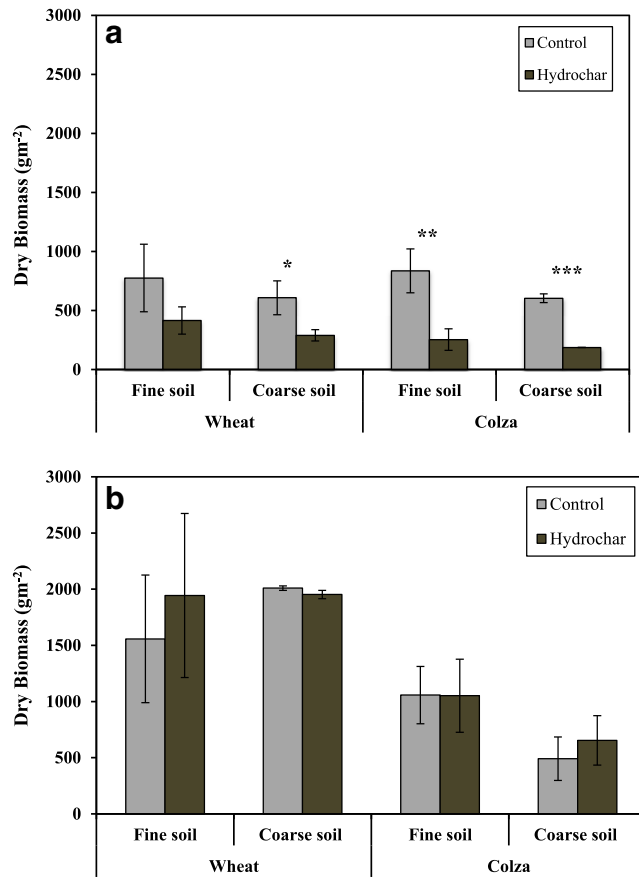 a
3000
2500
2000
1500
1000
500
0
Dry Biomass (gm-2)
Control
Hydrochar
*
**
***
Fine soil Coarse soil Fine soil Coarse soil
Wheat Colza
b
3000
2500
2000
1500
1000
500
0
Dry Biomass (gm-2)
Control
Hydrochar
Fine soil Coarse soil Fine soil Coarse soil
Wheat Colza